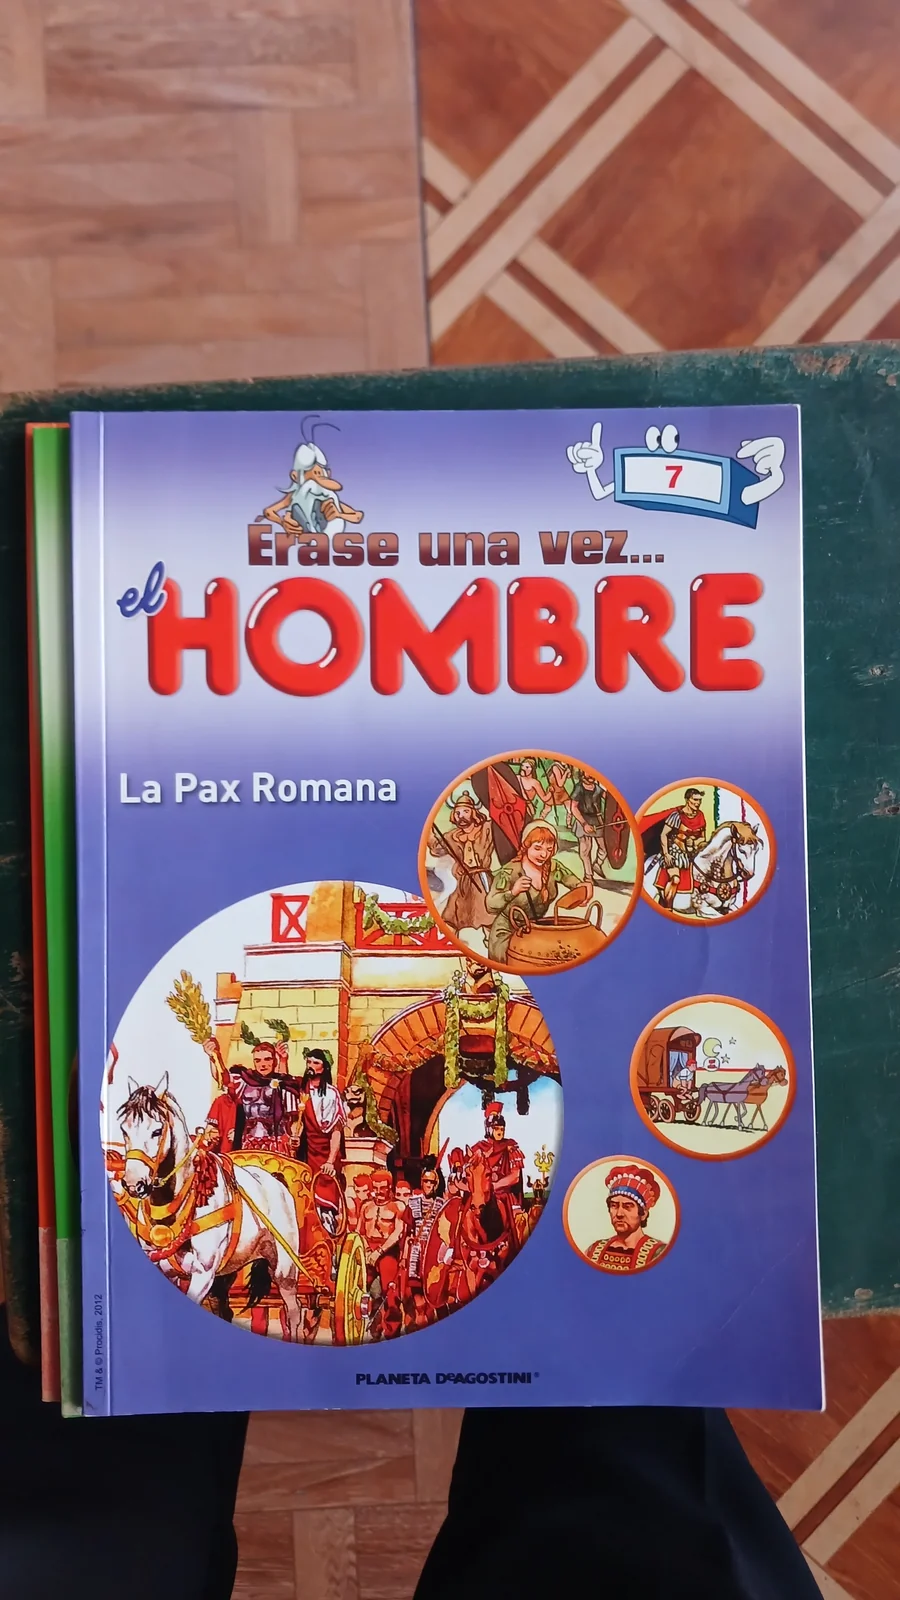 7
Érase una vez...
el
HOMBRE
La Pax Romana
TM & © Procidis, 2012
PLANETA DeAGOSTINI®